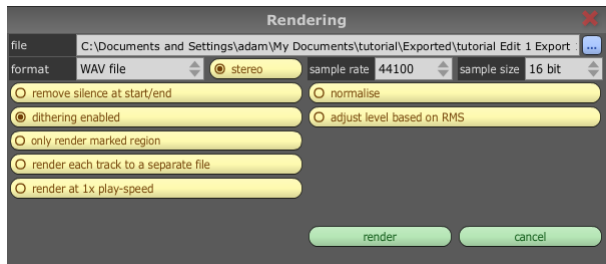 Rendering
file C:\Documents and Settings\adam\My Documents\tutorial\Exported\tutorial Edit 1 Export ...
format WAV file stereo sample rate 44100 sample size 16 bit
remove silence at start/end normalise
dithering enabled adjust level based on RMS
only render marked region
render each track to a separate file
render at 1x play-speed
render cancel